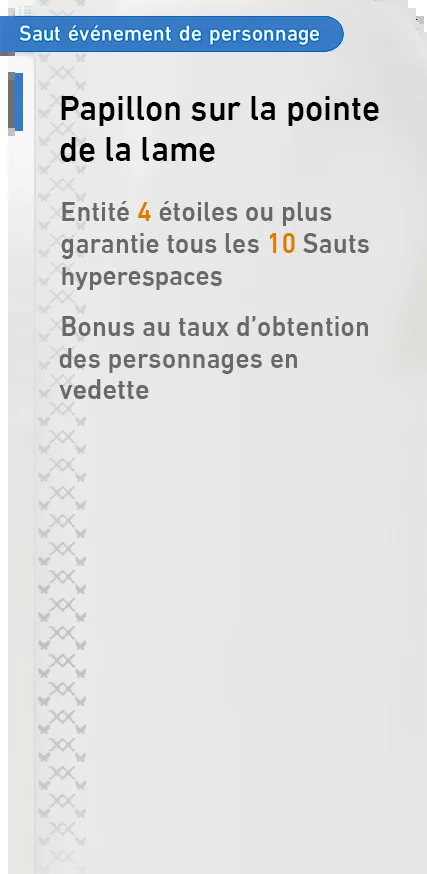 Saut événement de personnage
Papillon sur la pointe
de la lame
Entité 4 étoiles ou plus
garantie tous les 10 Sauts
hyperespaces
Bonus au taux d'obtention
des personnages en
vedette